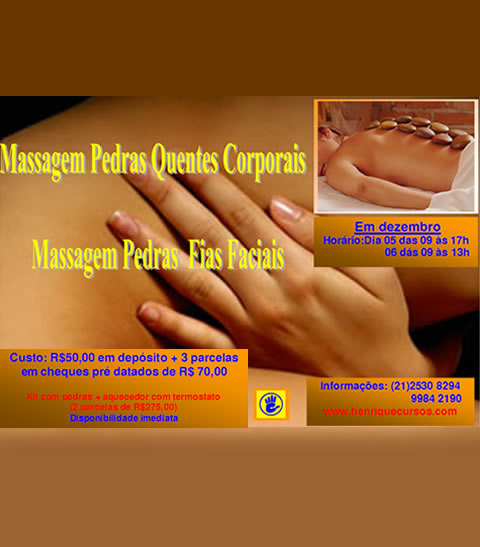 Massagem Pedras Quentes Corporais
Massagem Pedras Fias Faciais
Em dezembro
Horário:Dia 05 das 09 às 17h
06 dás 09 às 13h
Custo: R$50,00 em depósito + 3 parcelas
em cheques pré datados de R$ 70,00
Kit com pedras + aquecedor com termostato
(2 parcelas de R$275,00)
Disponibilidade imediata
Informações: (21)2530 8294
9984 2190
www.henriquecursos.com